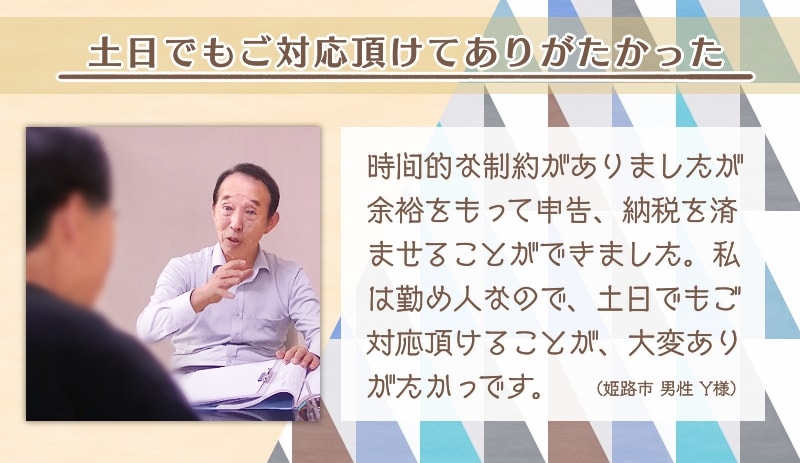 土日でもご対応頂けてありがたかった
時間的な制約がありましたが
余裕をもって申告、納税を済
ませることができました。私
は勤め人なので、土日でもご
対応頂けることが、大変あり
がたかっです。
（姫路市 男性 Y様）